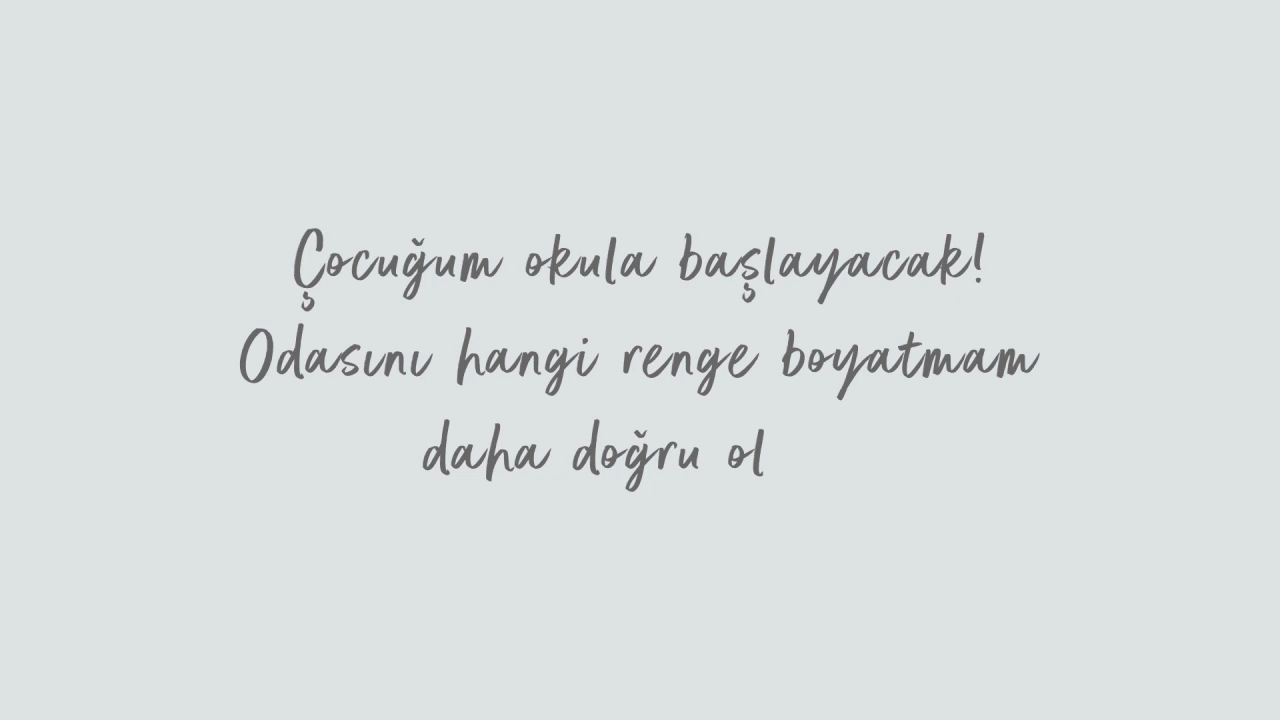 Çocuğum okula başlayacak!
Odasını hangi renge boyatmam
daha doğru ol